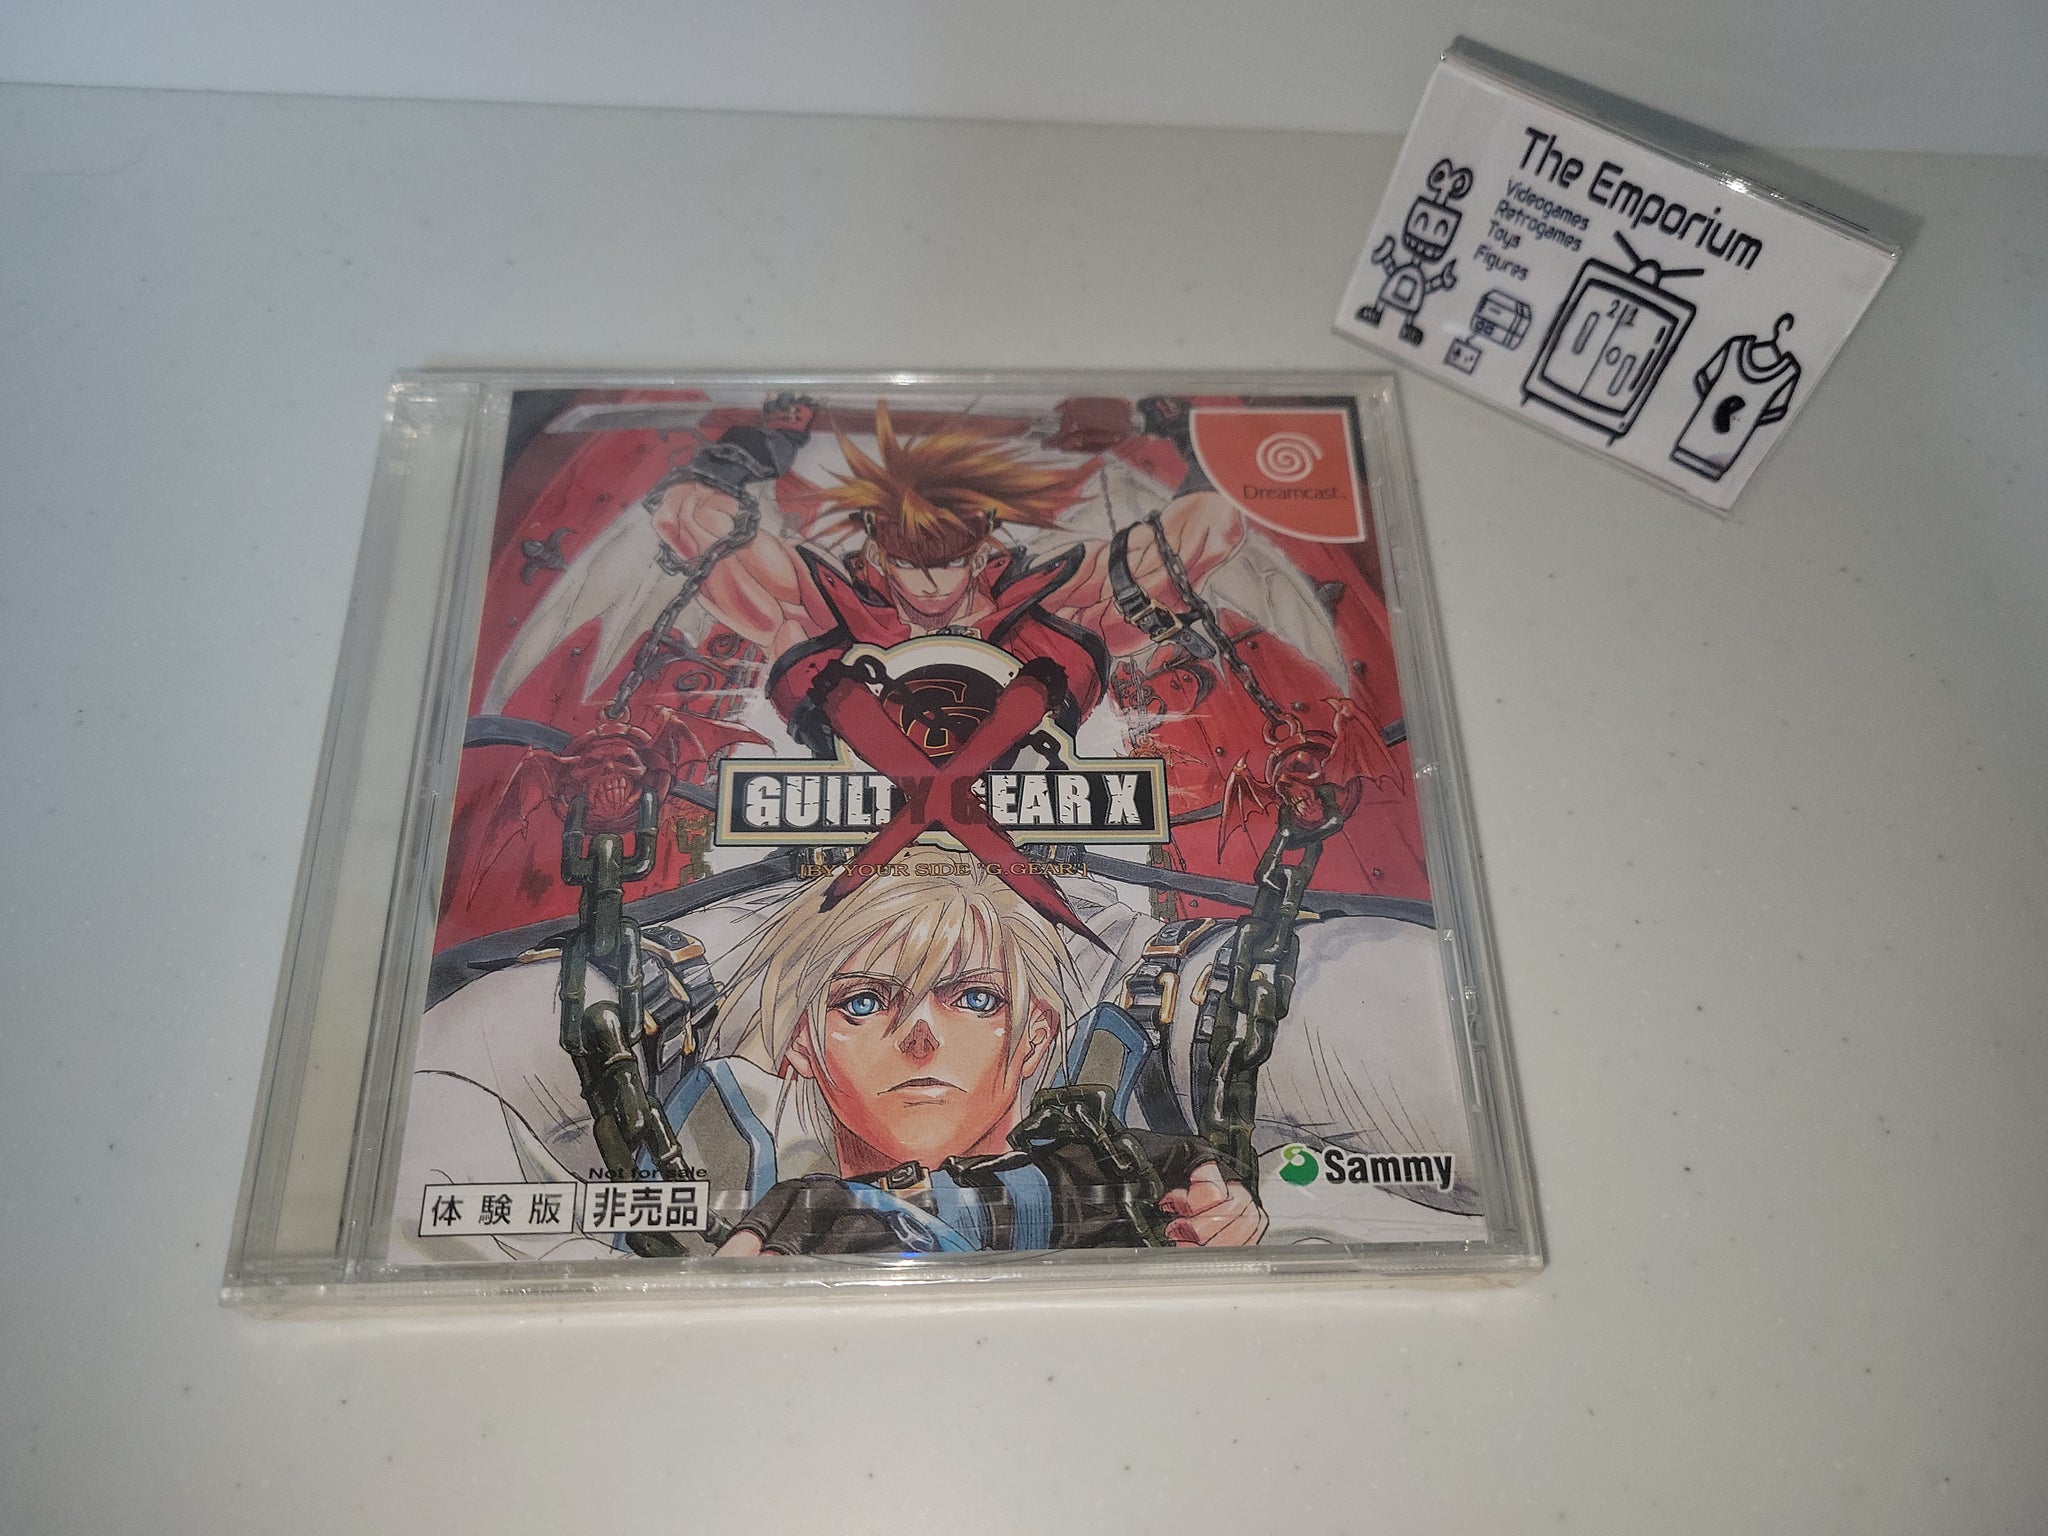 The Emporium
Videogames
Retrogames
Toys
Figures
21
Dreamcast
GUILTY GEAR X
[BY YOUR SIDE "G.GEAR"]
Not for sale
体験版
非売品
Sammy